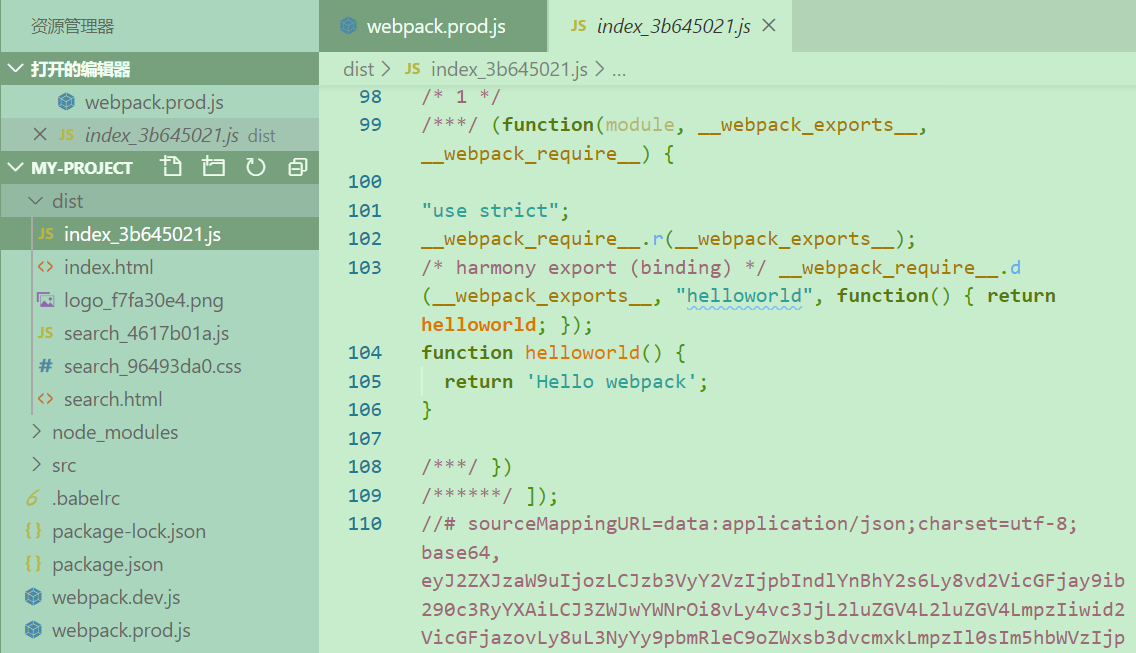 资源管理器
打开的编辑器
webpack.prod.js
JS index_3b645021.js dist
MY-PROJECT
dist
JS index_3b645021.js
index.html
logo_f7fa30e4.png
JS search_4617b01a.js
# search_96493da0.css
search.html
node_modules
src
.babelrc
{} package-lock.json
{} package.json
webpack.dev.js
webpack.prod.js
webpack.prod.js
JS index_3b645021.js
dist > JS index_3b645021.js > ...
98 /* 1 */
99 /***/ (function(module, __webpack_exports__,
__webpack_require__) {
100
101 "use strict";
102 __webpack_require__.r(__webpack_exports__);
103 /* harmony export (binding) */ __webpack_require__.d
(__webpack_exports__, "helloworld", function() { return
helloworld; });
104 function helloworld() {
105 return 'Hello webpack';
106 }
107
108 /***/ })
109 /******/ ]);
110 //# sourceMappingURL=data:application/json;charset=utf-8;
base64,
eyJ2ZXJzaW9uIjozLCJzb3VyY2VzIjpbIndlYnBhY2s6Ly8vd2VicGFjay9ib
290c3RyYXAiLCJ3ZWJwYWNrOi8vLy4vc3JjL2luZGV4L2luZGV4LmpzIiwid2
VicGFjazovLy8uL3NyYy9pbmRleC9oZWxsb3dvcmxkLmpzIl0sIm5hbWVzIjp